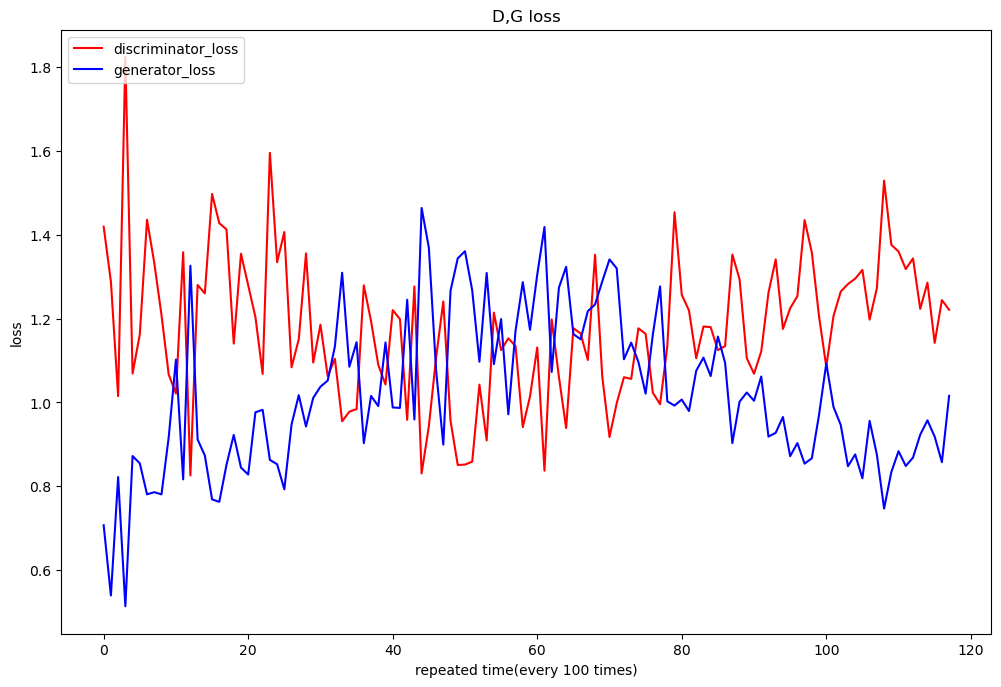 D,G loss
discriminator_loss
generator_loss
1.8
1.6
1.4
1.2
1.0
0.8
0.6
loss
0 20 40 60 80 100 120
repeated time(every 100 times)